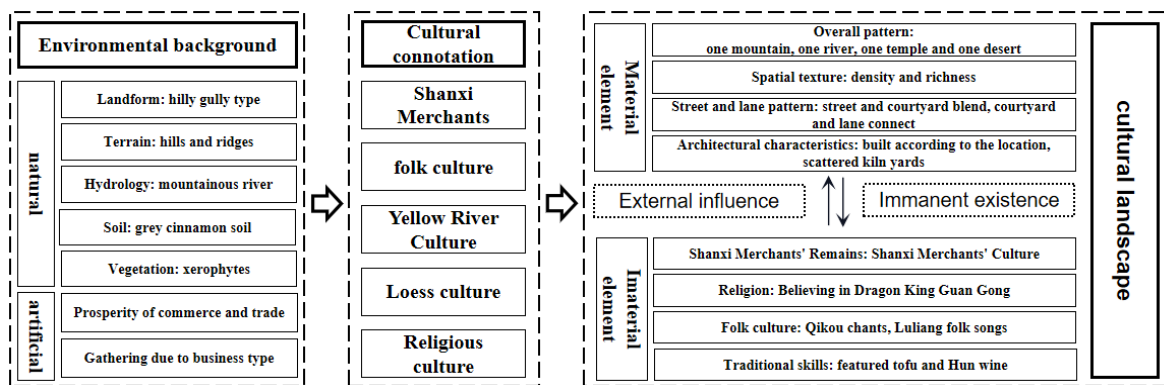 Environmental background
natural
Landform: hilly gully type
Terrain: hills and ridges
Hydrology: mountainous river
Soil: grey cinnamon soil
Vegetation: xerophytes
artificial
Prosperity of commerce and trade
Gathering due to business type
Cultural
connotation
Shanxi
Merchants
folk culture
Yellow River
Culture
Loess culture
Religious
culture
Material
element
Overall pattern:
one mountain, one river, one temple and one desert
Spatial texture: density and richness
Street and lane pattern: street and courtyard blend, courtyard
and lane connect
Architectural characteristics: built according to the location,
scattered kiln yards
External influence
Immanent existence
Imaterial
element
Shanxi Merchants' Remains: Shanxi Merchants' Culture
Religion: Believing in Dragon King Guan Gong
Folk culture: Qikou chants, Luliang folk songs
Traditional skills: featured tofu and Hun wine
cultural landscape